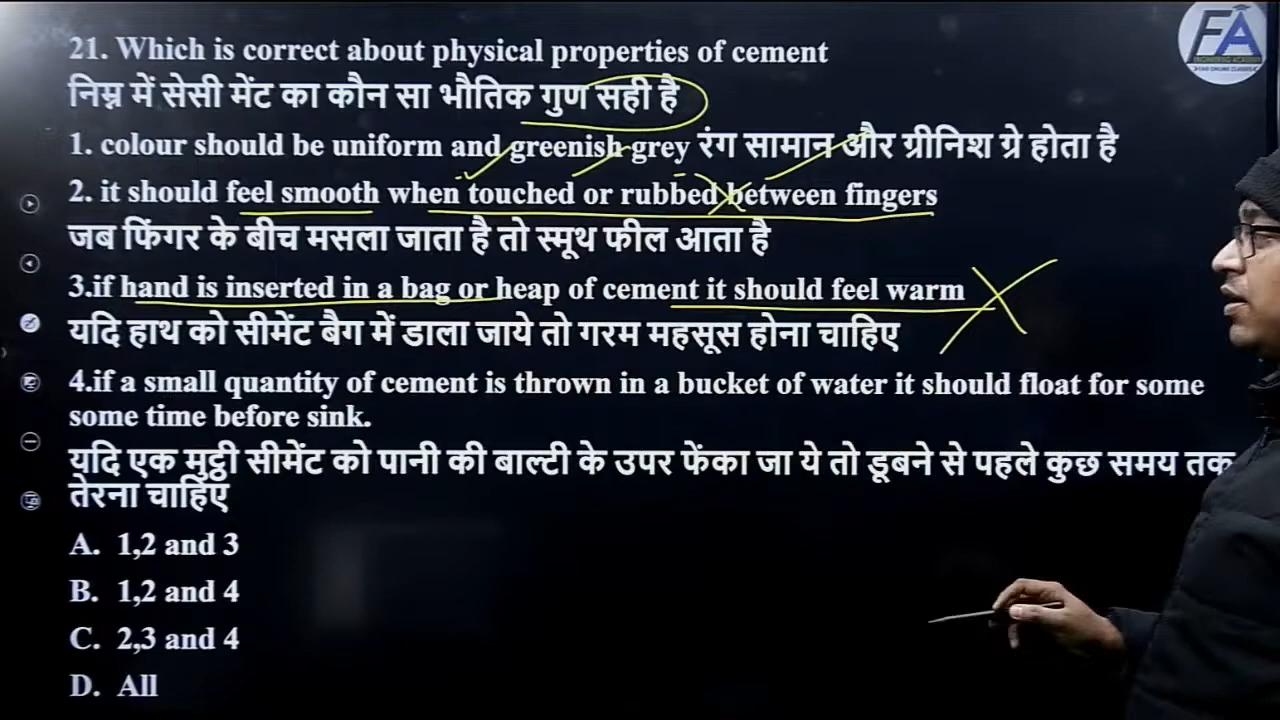 21. Which is correct about physical properties of cement
निम्न में सेसी मेंट का कौन सा भौतिक गुण सही है
1. colour should be uniform and greenish grey रंग सामान और ग्रीनिश ग्रे होता है
2. it should feel smooth when touched or rubbed between fingers
जब फिंगर के बीच मसला जाता है तो स्मूथ फील आता है
3.if hand is inserted in a bag or heap of cement it should feel warm
यदि हाथ को सीमेंट बैग में डाला जाये तो गरम महसूस होना चाहिए
4.if a small quantity of cement is thrown in a bucket of water it should float for some
some time before sink.
यदि एक मुट्ठी सीमेंट को पानी की बाल्टी के उपर फेंका जा ये तो डूबने से पहले कुछ समय तक
तेरना चाहिए
A. 1,2 and 3
B. 1,2 and 4
C. 2,3 and 4
D. All
FA